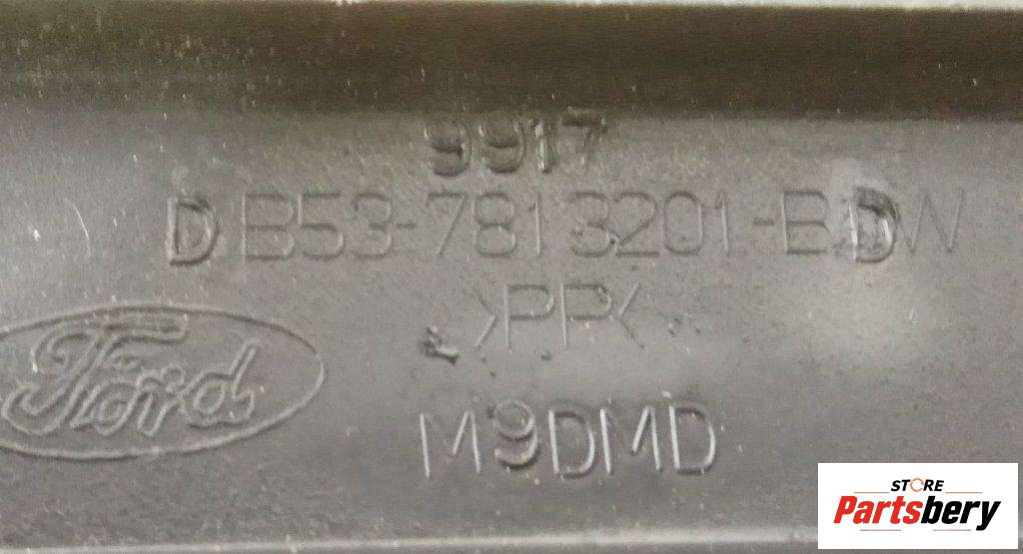 9917
DB53-7813201-BDW
>PP<
Ford
M9DMD
STORE
Partsbery